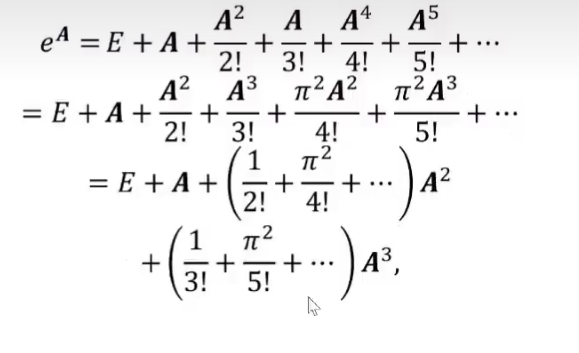 e^A = E + A + A²/2! + A/3! + A⁴/4! + A⁵/5! + ⋯
= E + A + A²/2! + A³/3! + π²A²/4! + π²A³/5! + ⋯
= E + A + (1/2! + π²/4! + ⋯) A²
+ (1/3! + π²/5! + ⋯) A³,